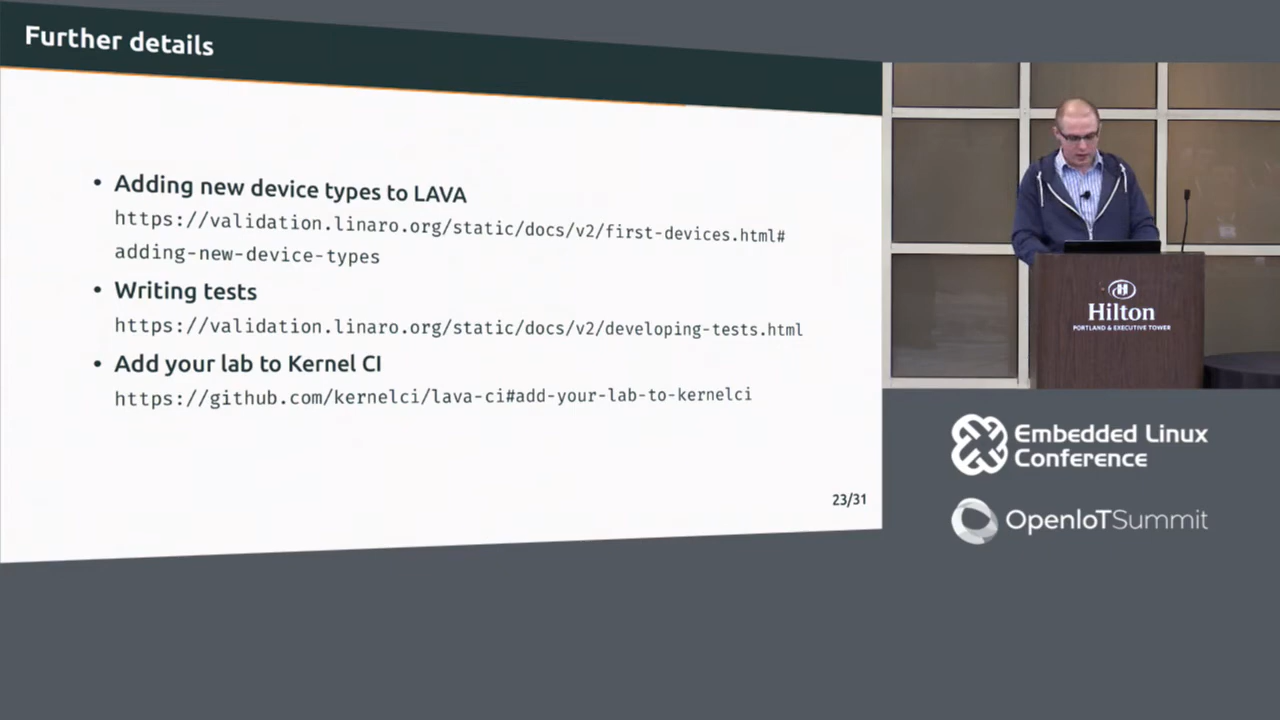 Further details
• Adding new device types to LAVA
https://validation.linaro.org/static/docs/v2/first-devices.html#
adding-new-device-types
• Writing tests
https://validation.linaro.org/static/docs/v2/developing-tests.html
• Add your lab to Kernel CI
https://github.com/kernelci/lava-ci#add-your-lab-to-kernelci
23/31
Hilton
PORTLAND & EXECUTIVE TOWER
Embedded Linux
Conference
OpenIoTSummit